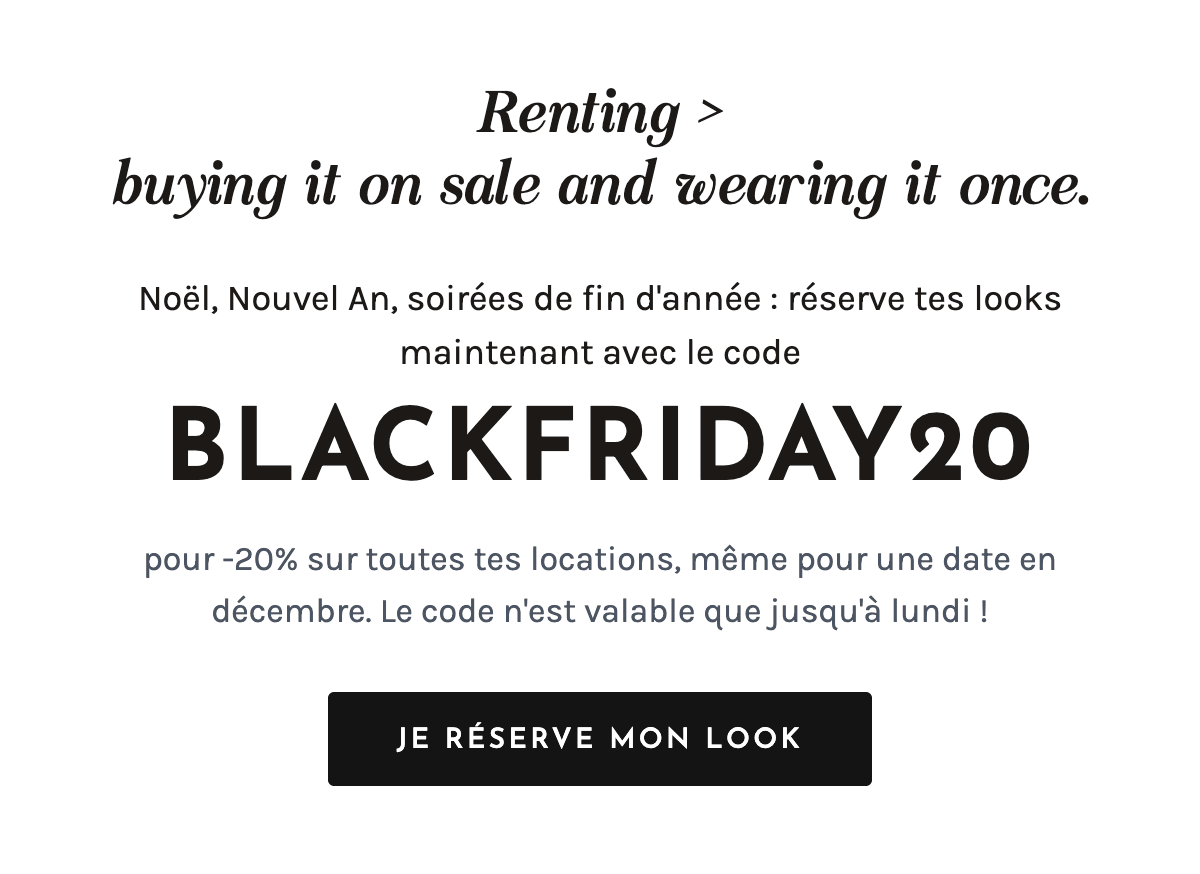 Renting >
buying it on sale and wearing it once.
Noël, Nouvel An, soirées de fin d'année : réserve tes looks
maintenant avec le code
BLACKFRIDAY20
pour -20% sur toutes tes locations, même pour une date en
décembre. Le code n'est valable que jusqu'à lundi !
JE RÉSERVE MON LOOK